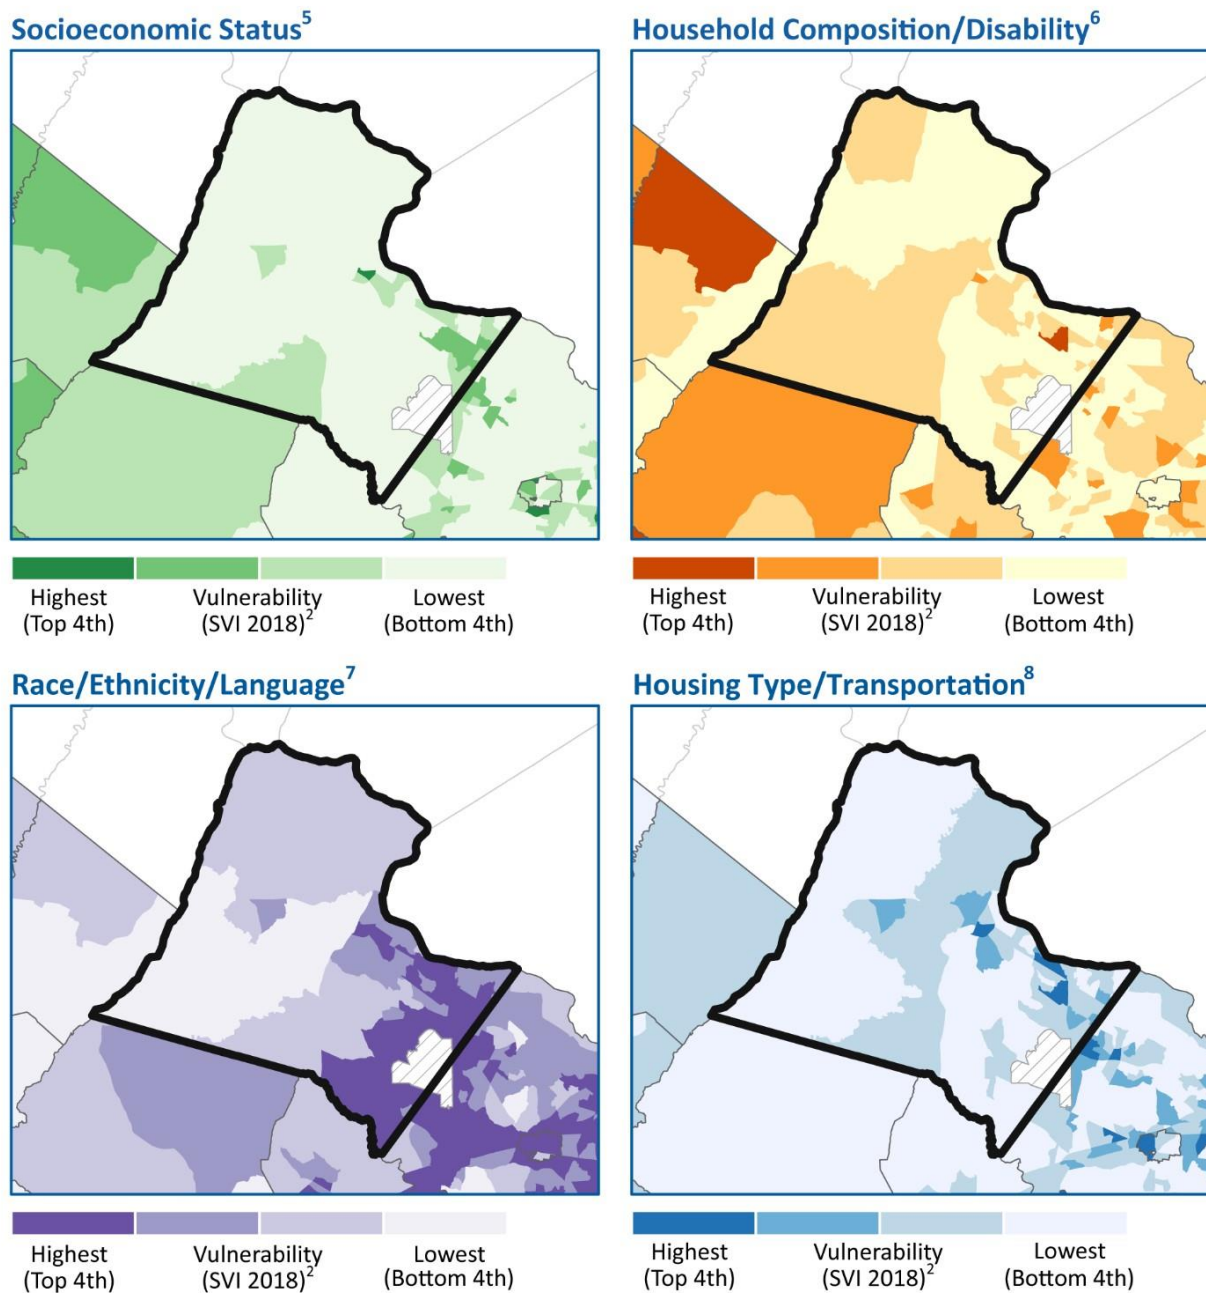 Socioeconomic Status⁵
Household Composition/Disability⁶
Highest (Top 4th)
Vulnerability (SVI 2018)²
Lowest (Bottom 4th)
Highest (Top 4th)
Vulnerability (SVI 2018)²
Lowest (Bottom 4th)
Race/Ethnicity/Language⁷
Housing Type/Transportation⁸
Highest (Top 4th)
Vulnerability (SVI 2018)²
Lowest (Bottom 4th)
Highest (Top 4th)
Vulnerability (SVI 2018)²
Lowest (Bottom 4th)